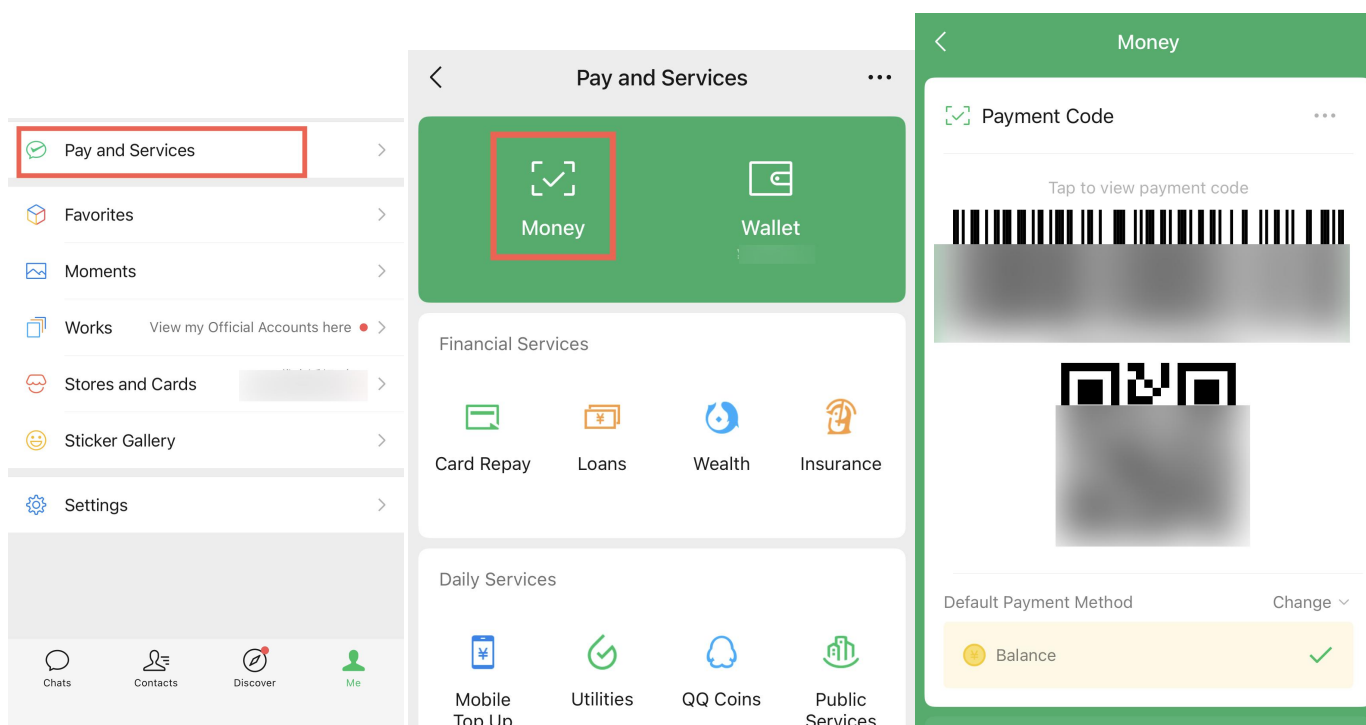 Pay and Services
Favorites
Moments
Works View my Official Accounts here
Stores and Cards
Sticker Gallery
Settings
Chats Contacts Discover Me
Pay and Services
Money Wallet
Financial Services
Card Repay Loans Wealth Insurance
Daily Services
Mobile Utilities QQ Coins Public
Top Up Services
Money
Payment Code
Tap to view payment code
Default Payment Method Change
Balance